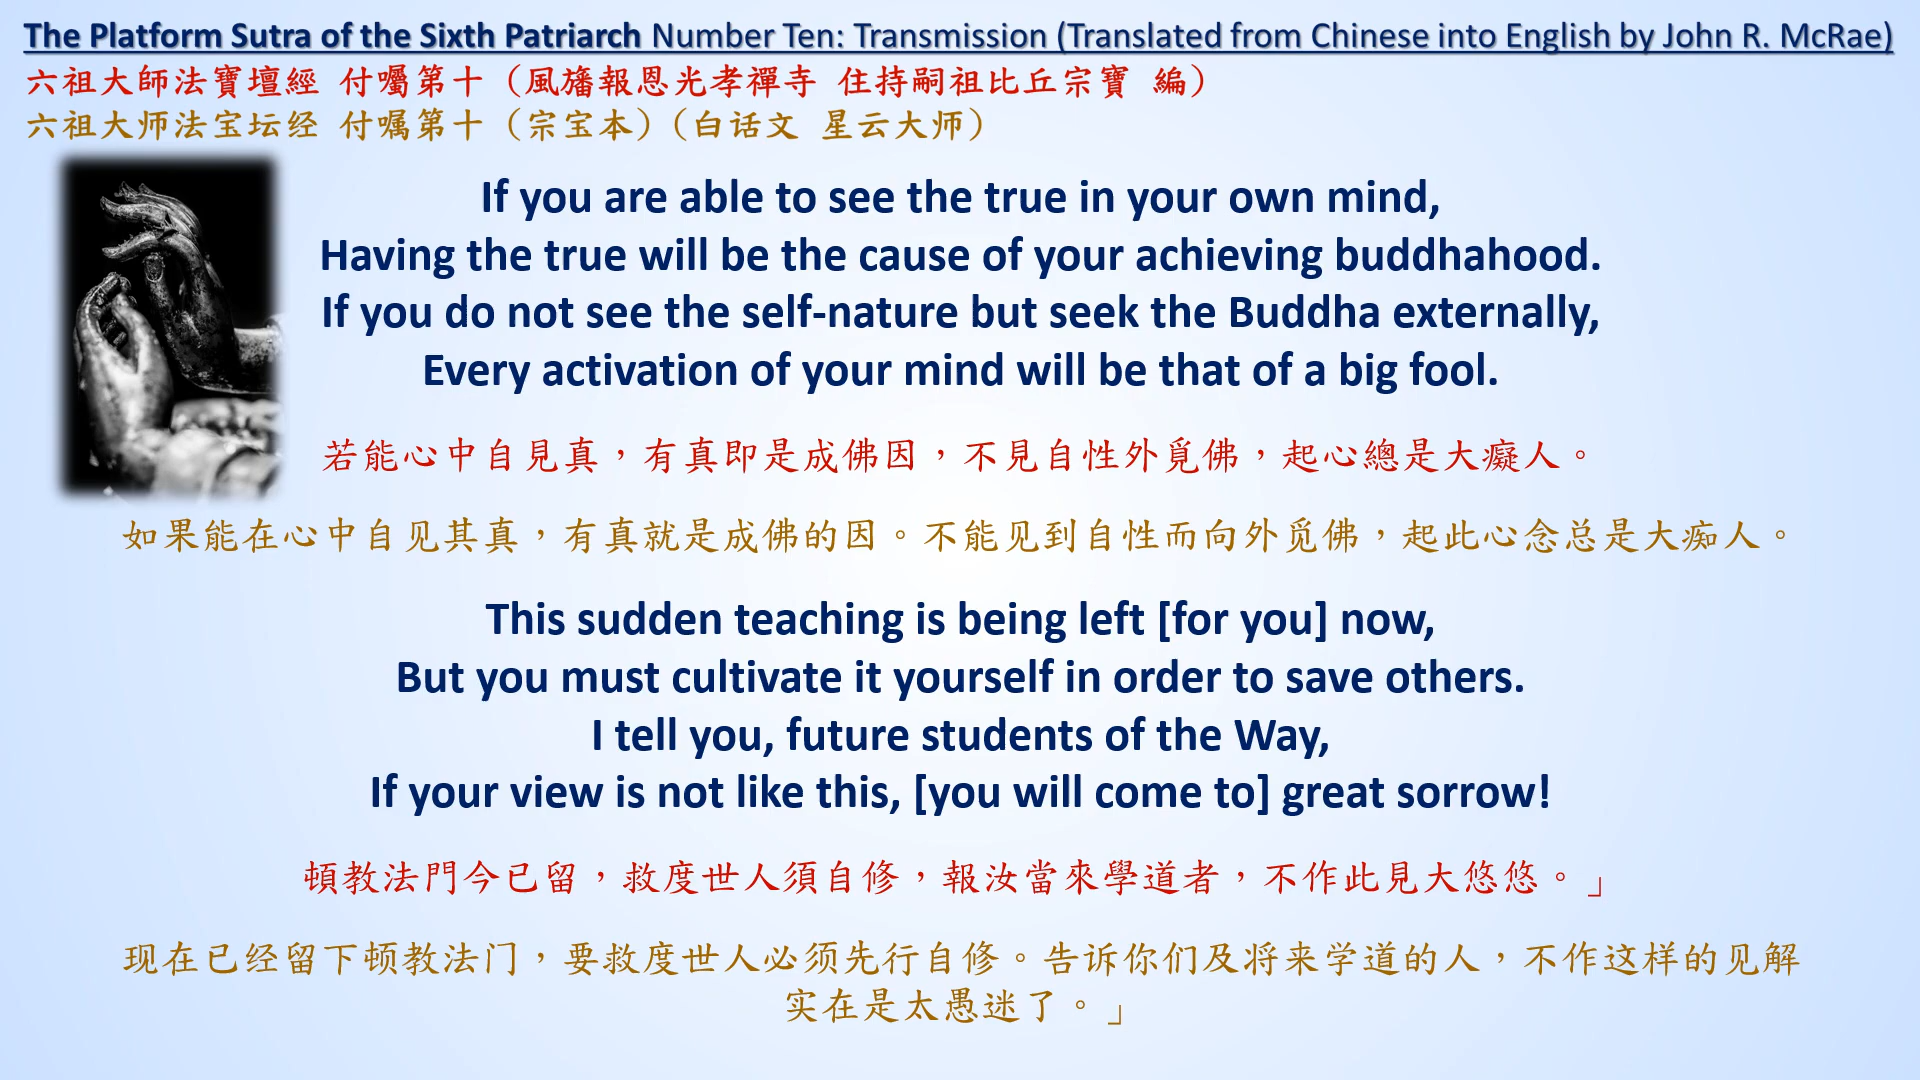 The Platform Sutra of the Sixth Patriarch Number Ten: Transmission (Translated from Chinese into English by John R. McRae)
六祖大師法寶壇經 付囑第十（風旛報恩光孝禪寺 住持嗣祖比丘宗寶 編）
六祖大师法宝坛经 付嘱第十（宗宝本）（白话文 星云大师）
If you are able to see the true in your own mind,
Having the true will be the cause of your achieving buddhahood.
If you do not see the self-nature but seek the Buddha externally,
Every activation of your mind will be that of a big fool.
若能心中自見真，有真即是成佛因，不見自性外覓佛，起心總是大癡人。
如果能在心中自见其真，有真就是成佛的因。不能见到自性而向外觅佛，起此心念总是大痴人。
This sudden teaching is being left [for you] now,
But you must cultivate it yourself in order to save others.
I tell you, future students of the Way,
If your view is not like this, [you will come to] great sorrow!
頓教法門今已留，救度世人須自修，報汝當來學道者，不作此見大悠悠。」
现在已经留下顿教法门，要救度世人必须先行自修。告诉你们及将来学道的人，不作这样的见解
实在是太愚迷了。」